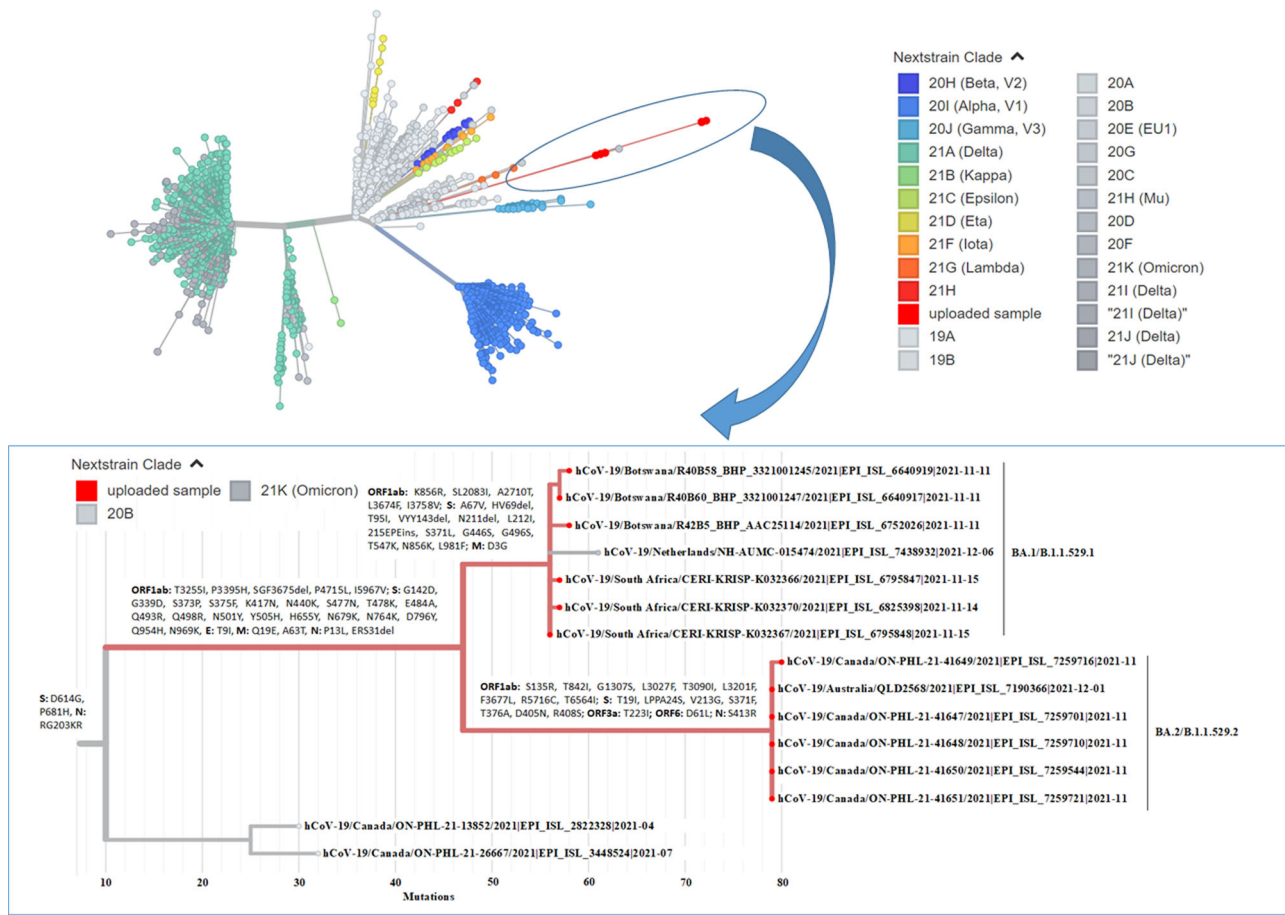 Nextstrain Clade
20H (Beta, V2)
20I (Alpha, V1)
20J (Gamma, V3)
21A (Delta)
21B (Kappa)
21C (Epsilon)
21D (Eta)
21F (Iota)
21G (Lambda)
21H
uploaded sample
19A
19B
20A
20B
20E (EU1)
20G
20C
21H (Mu)
20D
20F
21K (Omicron)
21I (Delta)
"21I (Delta)"
21J (Delta)
"21J (Delta)"
Nextstrain Clade
uploaded sample
21K (Omicron)
20B
ORF1ab: K856R, SL2083I, A2710T,
L3674F, I3758V; S: A67V, HV69del,
T95I, VYY143del, N211del, L212I,
215EPEins, S371L, G446S, G496S,
T547K, N856K, L981F; M: D3G
ORF1ab: T3255I, P3395H, SGF3675del, P4715L, I5967V; S: G142D,
G339D, S373P, S375F, K417N, N440K, S477N, T478K, E484A,
Q493R, Q498R, N501Y, Y505H, H655Y, N679K, N764K, D796Y,
Q954H, N969K, E: T9I, M: Q19E, A63T, N: P13L, ERS31del
S: D614G,
P681H, N:
RG203KR
ORF1ab: S135R, T842I, G1307S, L3027F, T3090I, L3201F,
F3677L, R5716C, T6564I; S: T19I, LPPA24S, V213G, S371F,
T376A, D405N, R408S; ORF3a: T223I; ORF6: D61L; N: S413R
hCoV-19/Botswana/R40B58_BHP_3321001245/2021|EPI_ISL_6640919|2021-11-11
hCoV-19/Botswana/R40B60_BHP_3321001247/2021|EPI_ISL_6640917|2021-11-11
hCoV-19/Botswana/R42B5_BHP_AAC25114/2021|EPI_ISL_6752026|2021-11-11
hCoV-19/Netherlands/NH-AUMC-015474/2021|EPI_ISL_7438932|2021-12-06
hCoV-19/South Africa/CERI-KRISP-K032366/2021|EPI_ISL_6795847|2021-11-15
hCoV-19/South Africa/CERI-KRISP-K032370/2021|EPI_ISL_6825398|2021-11-14
hCoV-19/South Africa/CERI-KRISP-K032367/2021|EPI_ISL_6795848|2021-11-15
BA.1/B.1.1.529.1
hCoV-19/Canada/ON-PHL-21-41649/2021|EPI_ISL_7259716|2021-11
hCoV-19/Australia/QLD2568/2021|EPI_ISL_7190366|2021-12-01
hCoV-19/Canada/ON-PHL-21-41647/2021|EPI_ISL_7259701|2021-11
hCoV-19/Canada/ON-PHL-21-41648/2021|EPI_ISL_7259710|2021-11
hCoV-19/Canada/ON-PHL-21-41650/2021|EPI_ISL_7259544|2021-11
hCoV-19/Canada/ON-PHL-21-41651/2021|EPI_ISL_7259721|2021-11
BA.2/B.1.1.529.2
hCoV-19/Canada/ON-PHL-21-13852/2021|EPI_ISL_2822328|2021-04
hCoV-19/Canada/ON-PHL-21-26667/2021|EPI_ISL_3448524|2021-07
10 20 30 40 50 60 70 80
Mutations